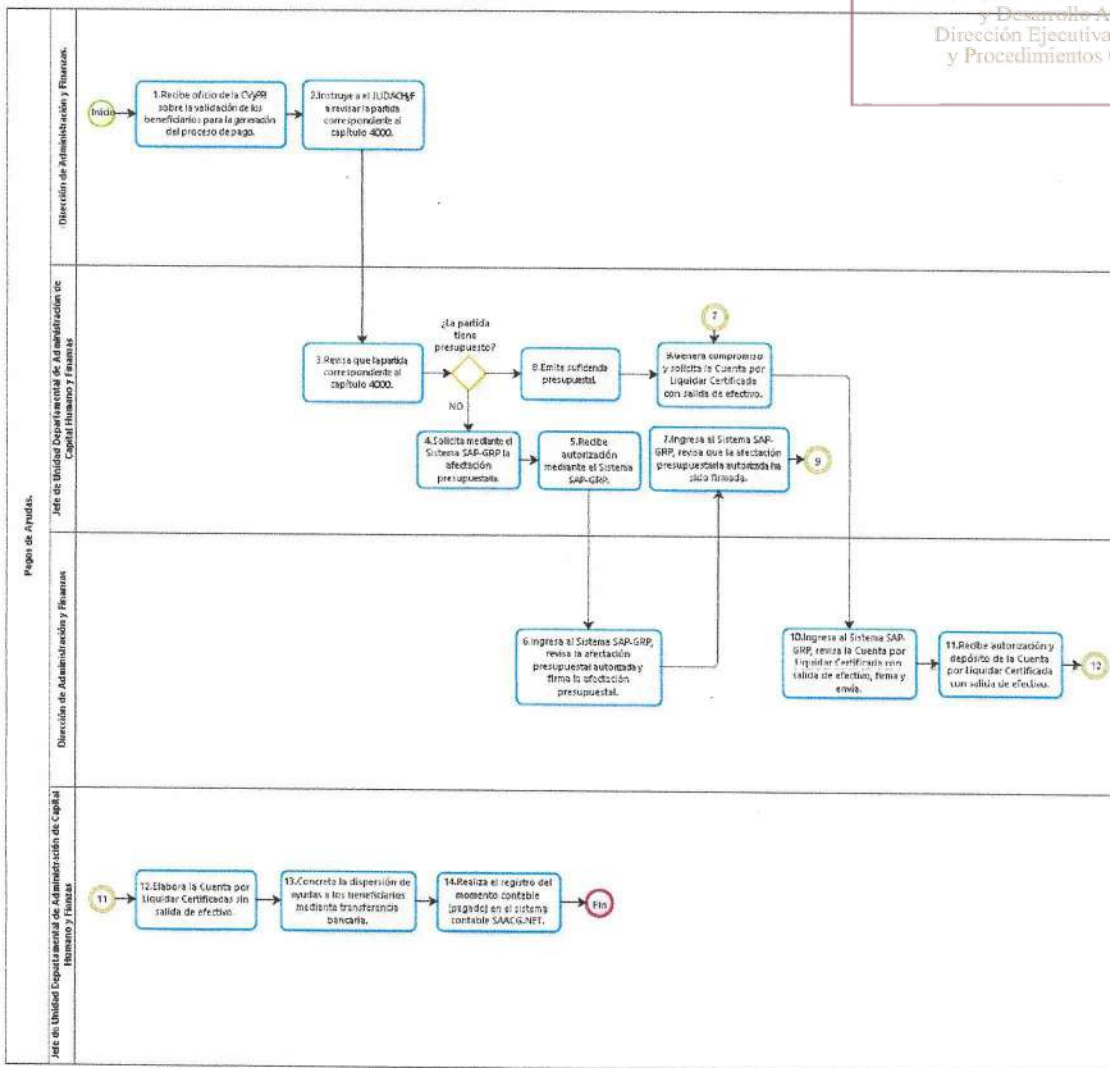 y Desarrollo A
Dirección Ejecutiva
y Procedimientos
Pagos de Ayudas.
Dirección de Administración y Finanzas.
Inicio
1.Recibe oficio de la CVyRR
sobre la validación de los
beneficiarios para la generación
del proceso de pago.
2.Instruye a el JUDACHyF
a revisar la partida
correspondiente al
capítulo 4000.
Jefe de Unidad Departamental de Administración de
Capital Humano y Finanzas
3.Revisa que la partida
correspondiente al
capítulo 4000.
¿La partida
tiene
presupuesto?
NO
8.Emite suficiencia
presupuestal.
7
9.Genera compromiso
y solicita la Cuenta por
Liquidar Certificada
con salida de efectivo.
4.Solicita mediante el
Sistema SAP-GRP la
afectación
presupuestaria.
5.Recibe
autorización
mediante el Sistema
SAP-GRP.
7.Ingresa al Sistema SAP-
GRP, revisa que la afectación
presupuestaria autorizada ha
sido firmada.
9
Dirección de Administración y Finanzas
6.Ingresa al Sistema SAP-GRP,
revisa la afectación
presupuestal autorizada y
firma la afectación
presupuestal.
10.Ingresa al Sistema SAP-
GRP, revisa la Cuenta por
Liquidar Certificada con
salida de efectivo, firma y
envía.
11.Recibe autorización y
depósito de la Cuenta
por Liquidar Certificada
con salida de efectivo.
12
Jefe de Unidad Departamental de Administración de Capital
Humano y Finanzas
11
12.Elabora la Cuenta por
Liquidar Certificadas sin
salida de efectivo.
13.Concreta la dispersión de
ayudas a los beneficiarios
mediante transferencia
bancaria.
14.Realiza el registro del
momento contable
(pagado) en el sistema
contable SAACG.NET.
Fin